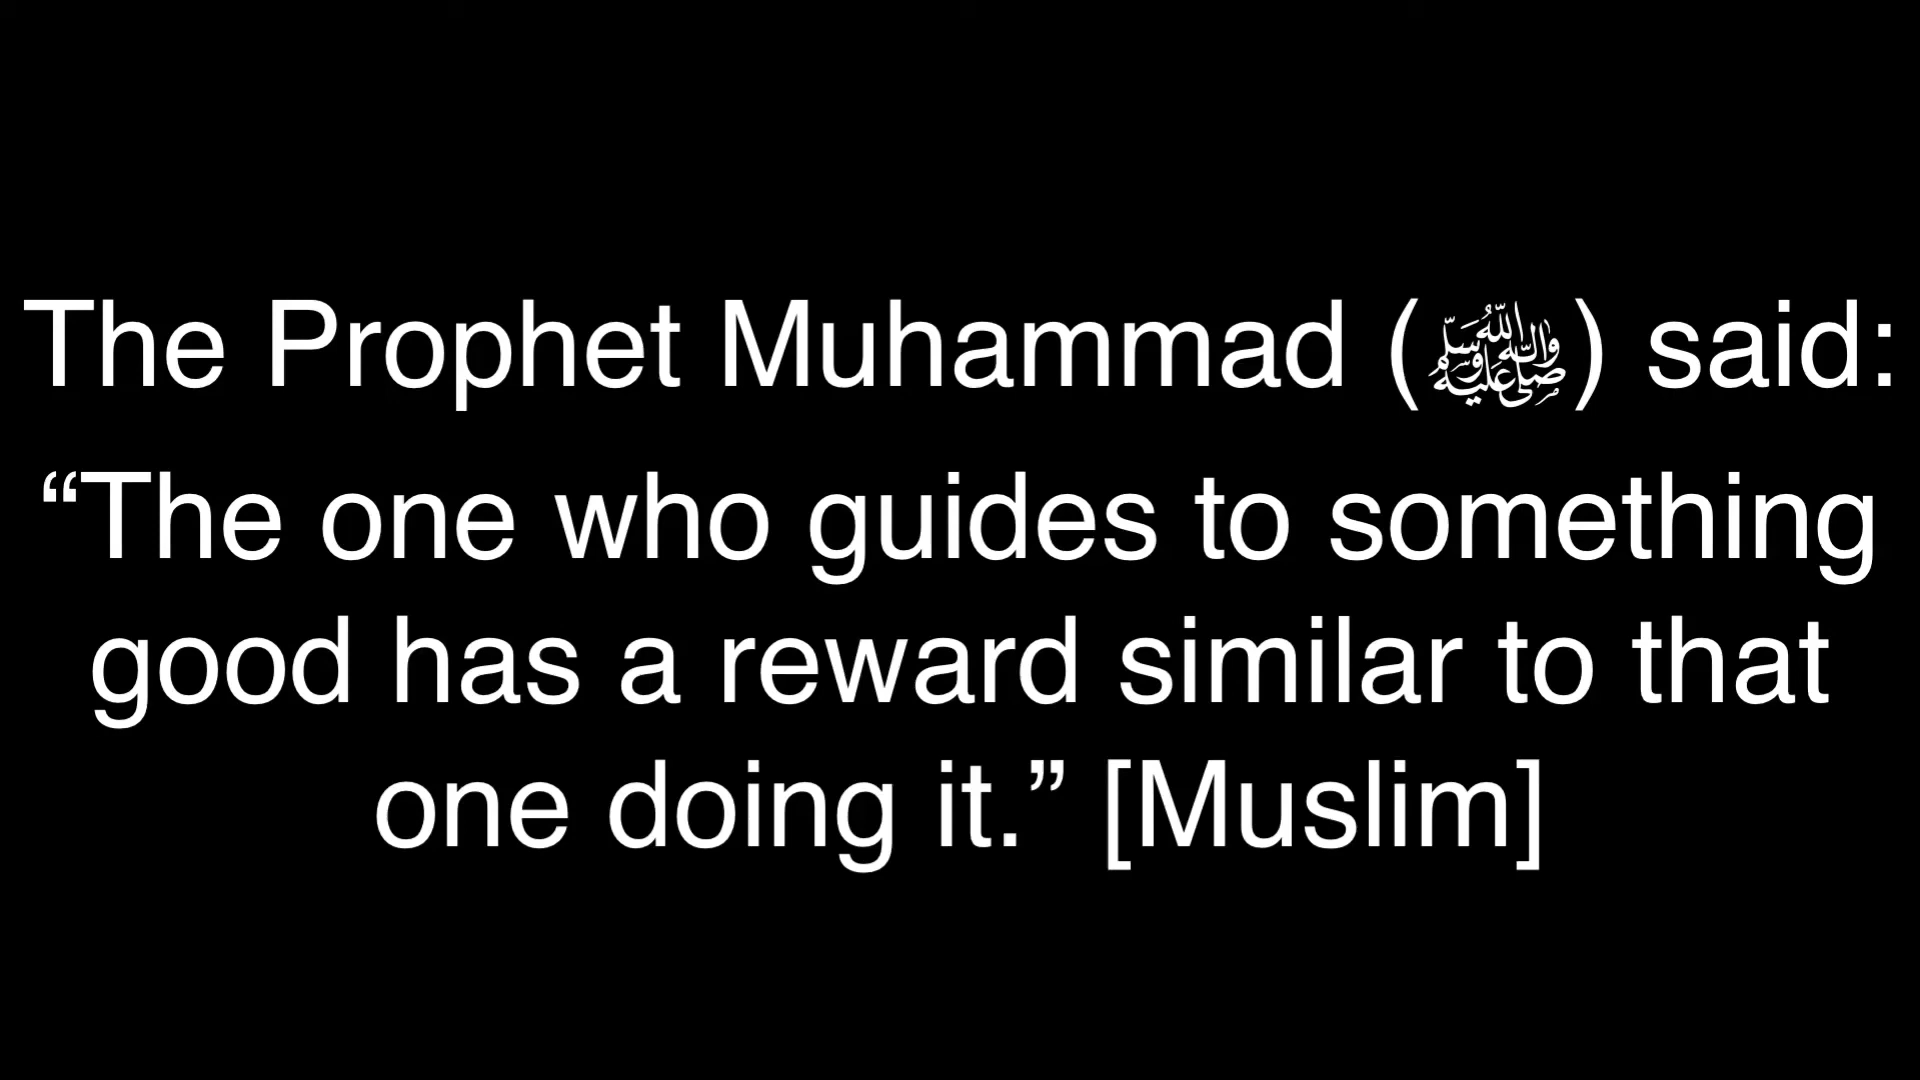 The Prophet Muhammad (ﷺ) said:
“The one who guides to something
good has a reward similar to that
one doing it.” [Muslim]